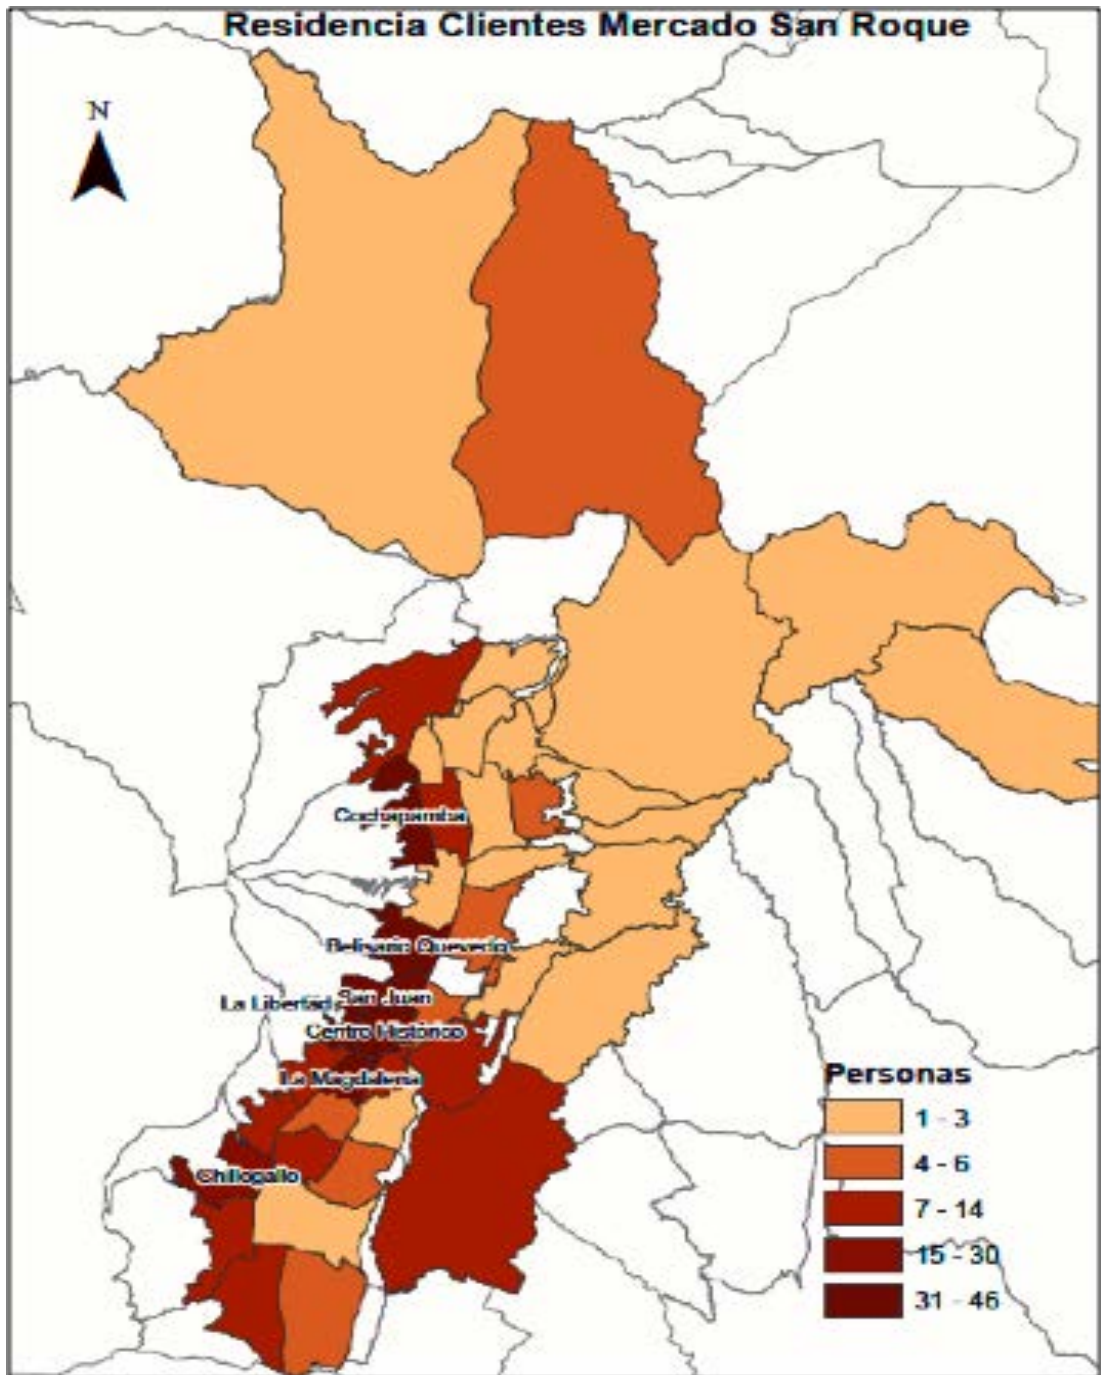 Residencia Clientes Mercado San Roque
N
Cochapamba
Belisario Quevedo
La Libertad
San Juan
Centro Histórico
La Magdalena
Chillogallo
Personas
1 - 3
4 - 6
7 - 14
15 - 30
31 - 46